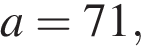 a = 71,